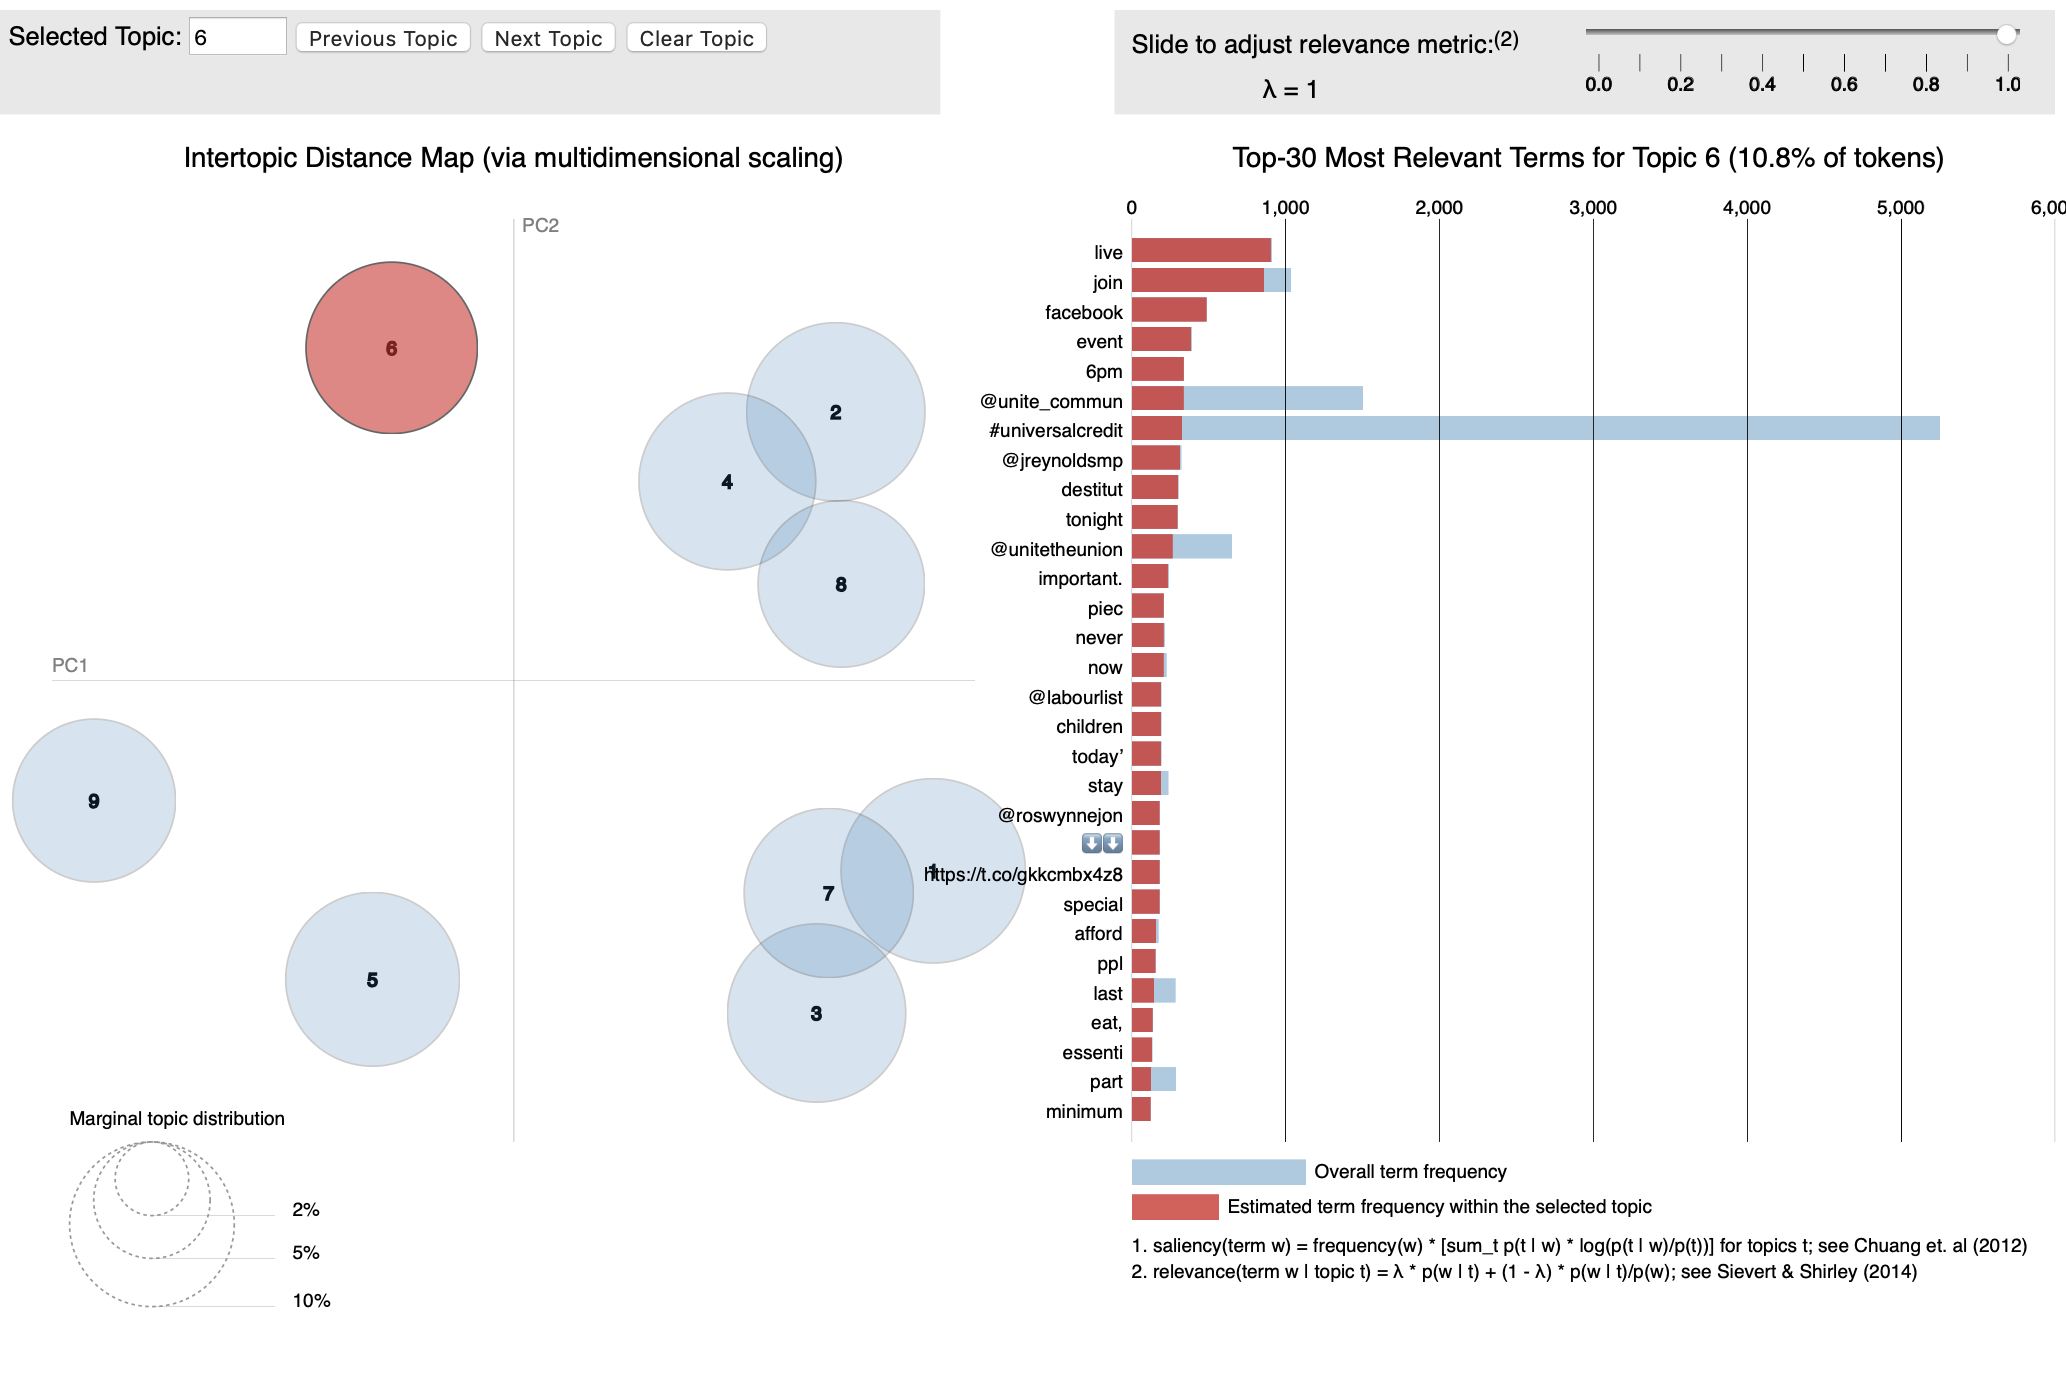 Selected Topic: 6 Previous Topic Next Topic Clear Topic
Slide to adjust relevance metric:(2)
λ = 1
0.0 0.2 0.4 0.6 0.8 1.0
Intertopic Distance Map (via multidimensional scaling)
PC2
6
2
4
8
PC1
9
7
1
5
3
Marginal topic distribution
2%
5%
10%
Top-30 Most Relevant Terms for Topic 6 (10.8% of tokens)
0 1,000 2,000 3,000 4,000 5,000 6,00
live
join
facebook
event
6pm
@unite_commun
#universalcredit
@jreynoldsmp
destitut
tonight
@unitetheunion
important.
piec
never
now
@labourlist
children
today’
stay
@roswynnejon
⬇️⬇️
https://t.co/gkkcmbx4z8
special
afford
ppl
last
eat,
essenti
part
minimum
Overall term frequency
Estimated term frequency within the selected topic
1. saliency(term w) = frequency(w) * [sum_t p(t | w) * log(p(t | w)/p(t))] for topics t; see Chuang et. al (2012)
2. relevance(term w | topic t) = λ * p(w | t) + (1 - λ) * p(w | t)/p(w); see Sievert & Shirley (2014)